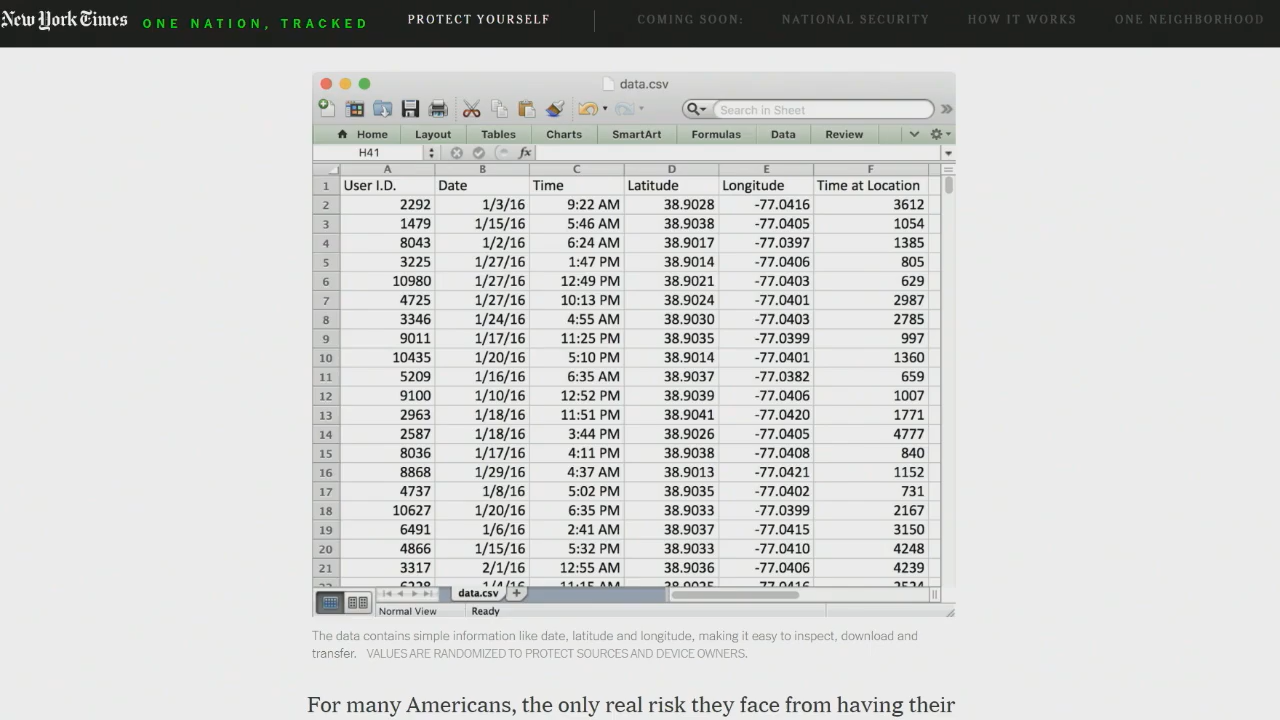 New York Times ONE NATION, TRACKED PROTECT YOURSELF COMING SOON: NATIONAL SECURITY HOW IT WORKS ONE NEIGHBORHOOD
data.csv
Search in Sheet
Home Layout Tables Charts SmartArt Formulas Data Review
H41 fx
A B C D E F
1 User I.D. Date Time Latitude Longitude Time at Location
2 2292 1/3/16 9:22 AM 38.9028 -77.0416 3612
3 1479 1/15/16 5:46 AM 38.9038 -77.0405 1054
4 8043 1/2/16 6:24 AM 38.9017 -77.0397 1385
5 3225 1/27/16 1:47 PM 38.9014 -77.0406 805
6 10980 1/27/16 12:49 PM 38.9021 -77.0403 629
7 4725 1/27/16 10:13 PM 38.9024 -77.0401 2987
8 3346 1/24/16 4:55 AM 38.9030 -77.0403 2785
9 9011 1/17/16 11:25 PM 38.9035 -77.0399 997
10 10435 1/20/16 5:10 PM 38.9014 -77.0401 1360
11 5209 1/16/16 6:35 AM 38.9037 -77.0382 659
12 9100 1/10/16 12:52 PM 38.9039 -77.0406 1007
13 2963 1/18/16 11:51 PM 38.9041 -77.0420 1771
14 2587 1/18/16 3:44 PM 38.9026 -77.0405 4777
15 8036 1/17/16 4:11 PM 38.9038 -77.0408 840
16 8868 1/29/16 4:37 AM 38.9013 -77.0421 1152
17 4737 1/8/16 5:02 PM 38.9035 -77.0402 731
18 10627 1/20/16 6:35 PM 38.9033 -77.0399 2167
19 6491 1/6/16 2:41 AM 38.9037 -77.0415 3150
20 4866 1/15/16 5:32 PM 38.9033 -77.0410 4248
21 3317 2/1/16 12:55 AM 38.9036 -77.0406 4239
data.csv
Normal View Ready
The data contains simple information like date, latitude and longitude, making it easy to inspect, download and
transfer. VALUES ARE RANDOMIZED TO PROTECT SOURCES AND DEVICE OWNERS.
For many Americans, the only real risk they face from having their